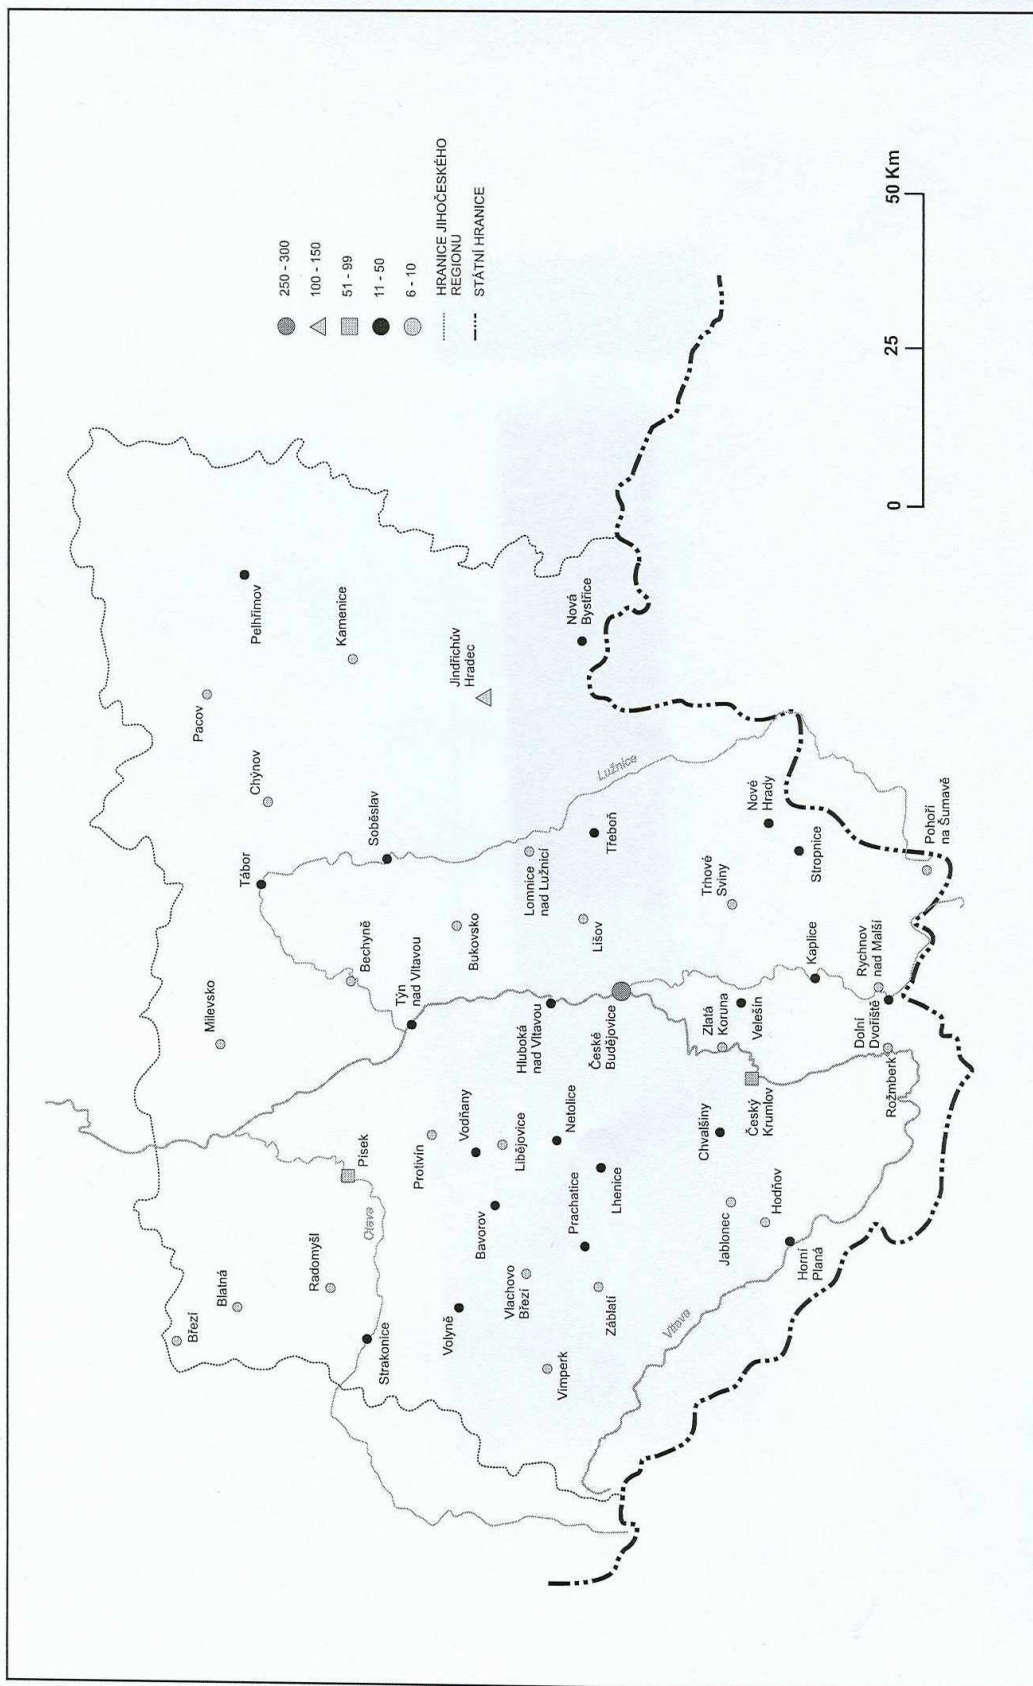 250 - 300
100 - 150
51 - 99
11 - 50
6 - 10
HRANICE JIHOČESKÉHO
REGIONU
STÁTNÍ HRANICE
Březí
Blatná
Radomyšl
Strakonice
Otava
Písek
Milevsko
Tábor
Chýnov
Pacov
Pelhřimov
Kamenice
Bechyně
Soběslav
Týn
nad Vltavou
Bukovsko
Jindřichův
Hradec
Protivín
Vodňany
Volyně
Bavorov
Libějovice
Vlachovo
Březí
Vimperk
Netolice
Prachatice
Lhenice
Záblatí
Hluboká
nad Vltavou
České
Budějovice
Lomnice
nad Lužnicí
Lišov
Třeboň
Lužnice
Nová
Bystřice
Vltava
Jablonec
Hodňov
Horní
Planá
Chvalšiny
Český
Krumlov
Zlatá
Koruna
Velešín
Trhové
Sviny
Nové
Hrady
Stropnice
Kaplice
Rychnov
nad Malší
Dolní
Dvořiště
Rožmberk
Pohoří
na Šumavě
0
25
50 Km